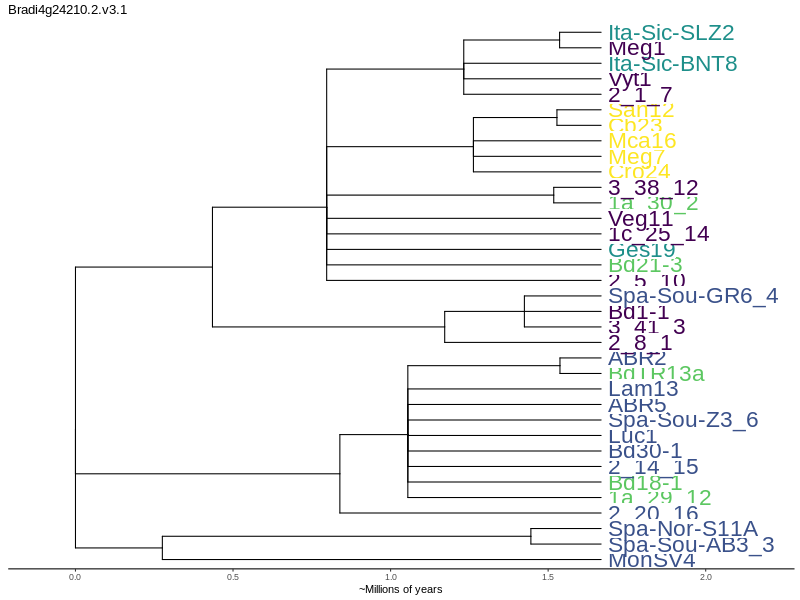 Bradi4g24210.2.v3.1
Ita-Sic-SLZ2
Meg1
Ita-Sic-BNT8
Vyt1
2_1_7
San12
Cb23
Mca16
Meg7
Cro24
3_38_12
1a_30_2
Veg11
1c_25_14
Ges19
Bd21-3
2_5_10
Spa-Sou-GR6_4
Bd1-1
3_41_3
2_8_1
ABR2
BdTR13a
Lam13
ABR5
Spa-Sou-Z3_6
Luc1
Bd30-1
2_14_15
Bd18-1
1a_29_12
2_20_16
Spa-Nor-S11A
Spa-Sou-AB3_3
MonSV4
0.0 0.5 1.0 1.5 2.0
~Millions of years